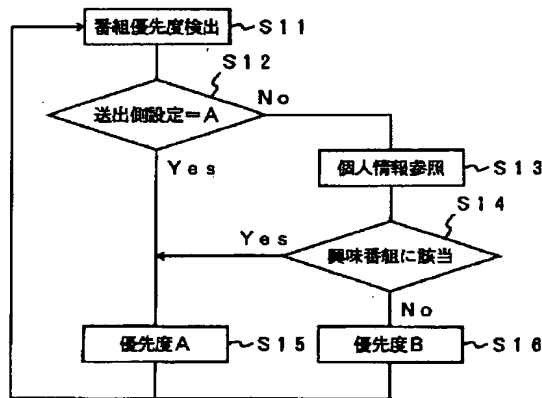 番組優先度検出
S11
S12
送出側設定=A
No
Yes
個人情報参照
S13
S14
Yes
興味番組に該当
No
優先度A
S15
優先度B
S16